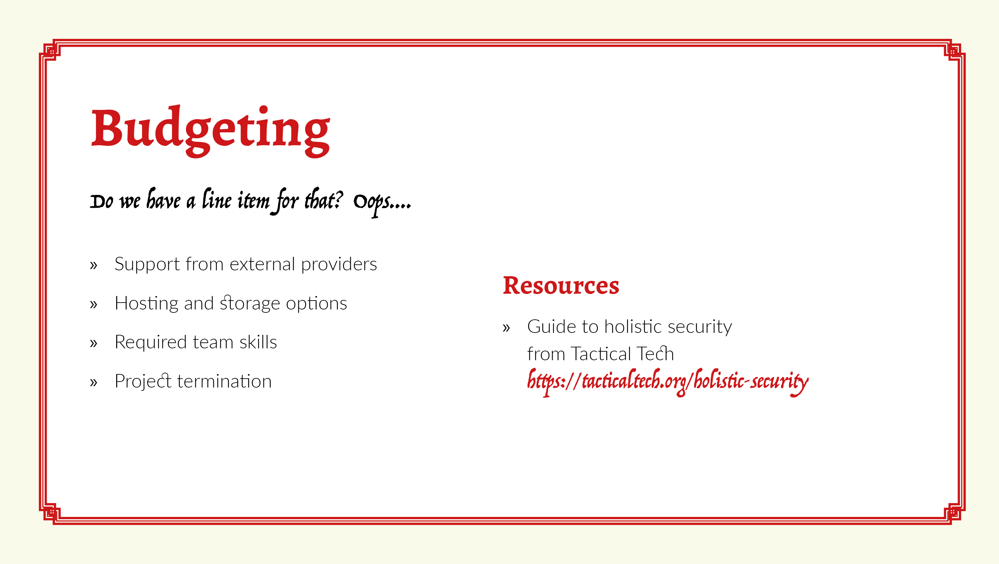 Budgeting
Do we have a line item for that? Oops....
» Support from external providers
» Hosting and storage options
» Required team skills
» Project termination
Resources
» Guide to holistic security
from Tactical Tech
https://tacticaltech.org/holistic-security